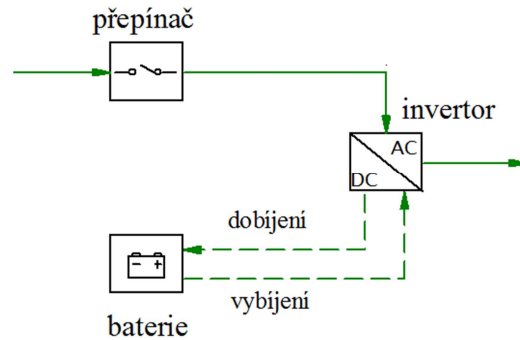 přepínač
invertor
AC
DC
dobíjení
vybíjení
baterie